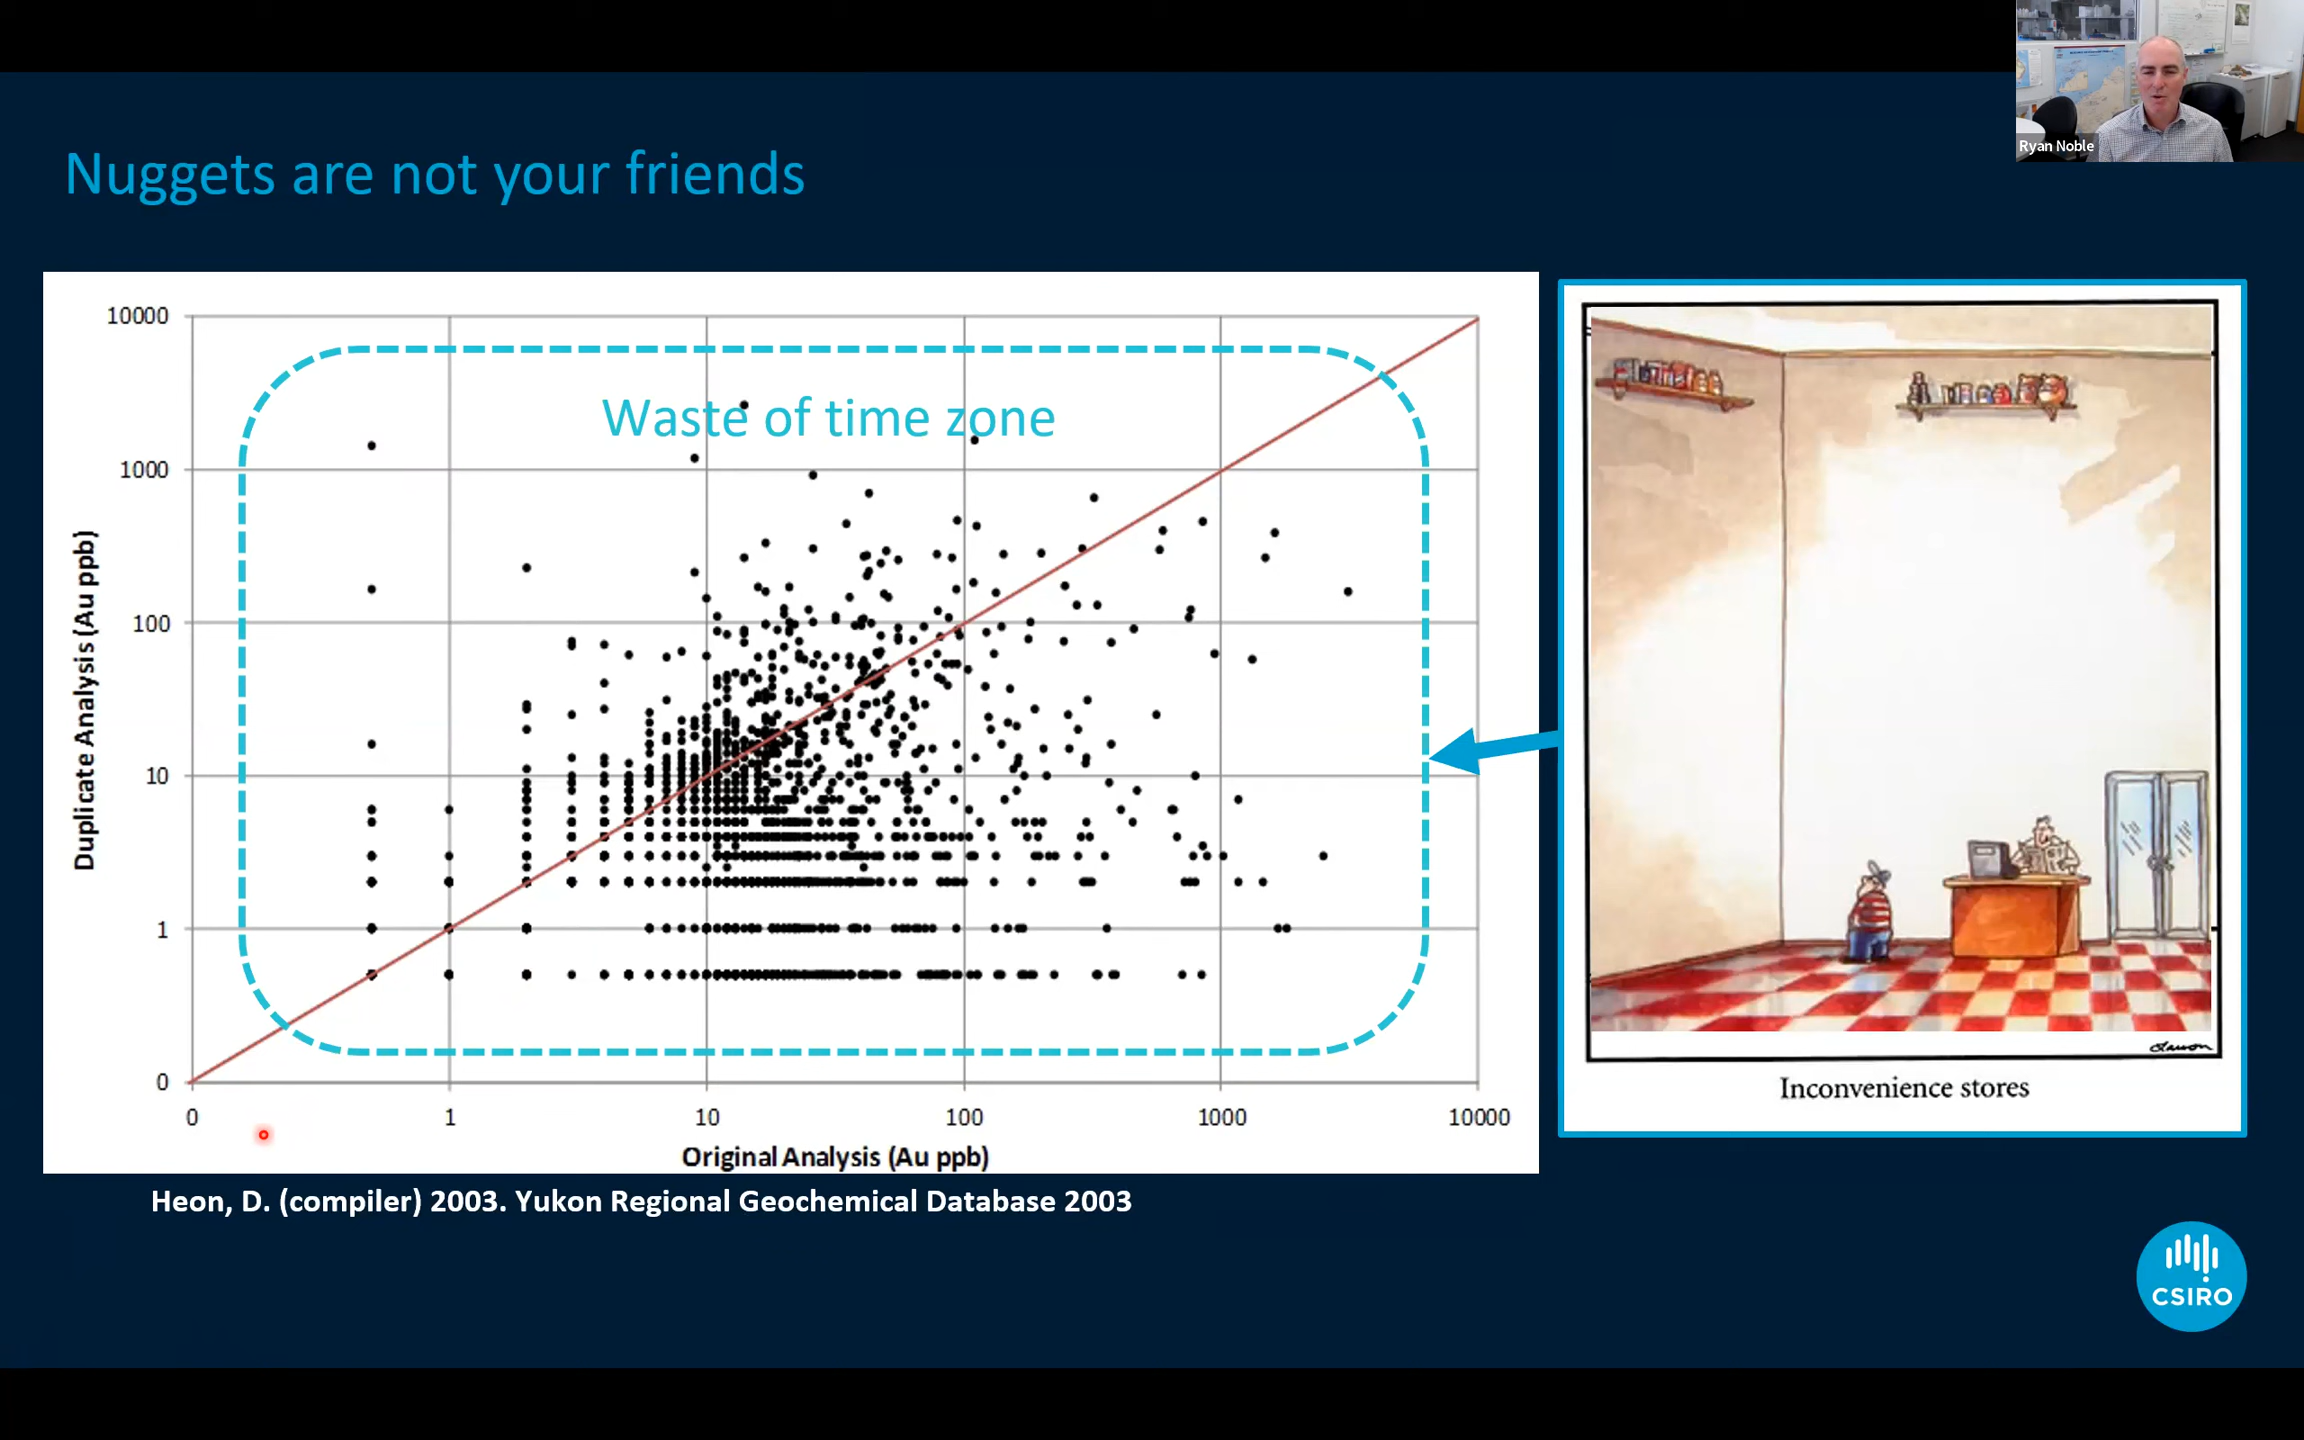 Ryan Noble
Nuggets are not your friends
10000
1000
100
10
1
0
Duplicate Analysis (Au ppb)
Waste of time zone
0 1 10 100 1000 10000
Original Analysis (Au ppb)
Heon, D. (compiler) 2003. Yukon Regional Geochemical Database 2003
Larson
Inconvenience stores
CSIRO